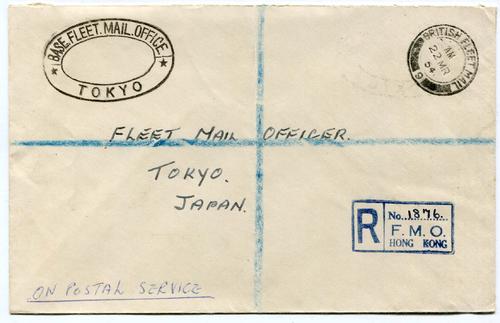 BASE. FLEET. MAIL. OFFICE.
TOKYO
BRITISH FLEET MAIL
22 MR
54
9
FLEET MAIL OFFICER.
TOKYO.
JAPAN.
R
No. 1876.
F. M. O.
HONG KONG
ON POSTAL SERVICE